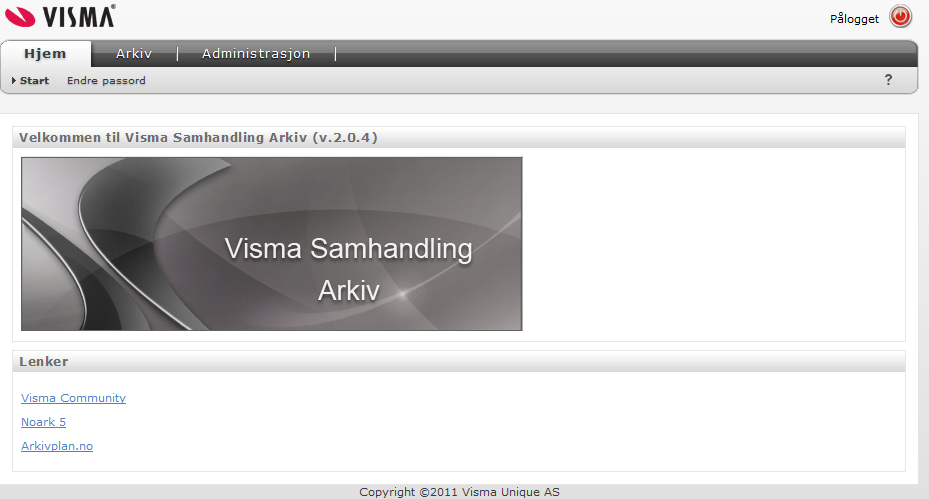 VISMA®
Pålogget
Hjem Arkiv | Administrasjon |
Start Endre passord ?
Velkommen til Visma Samhandling Arkiv (v.2.0.4)
Visma Samhandling
Arkiv
Lenker
Visma Community
Noark 5
Arkivplan.no
Copyright ©2011 Visma Unique AS